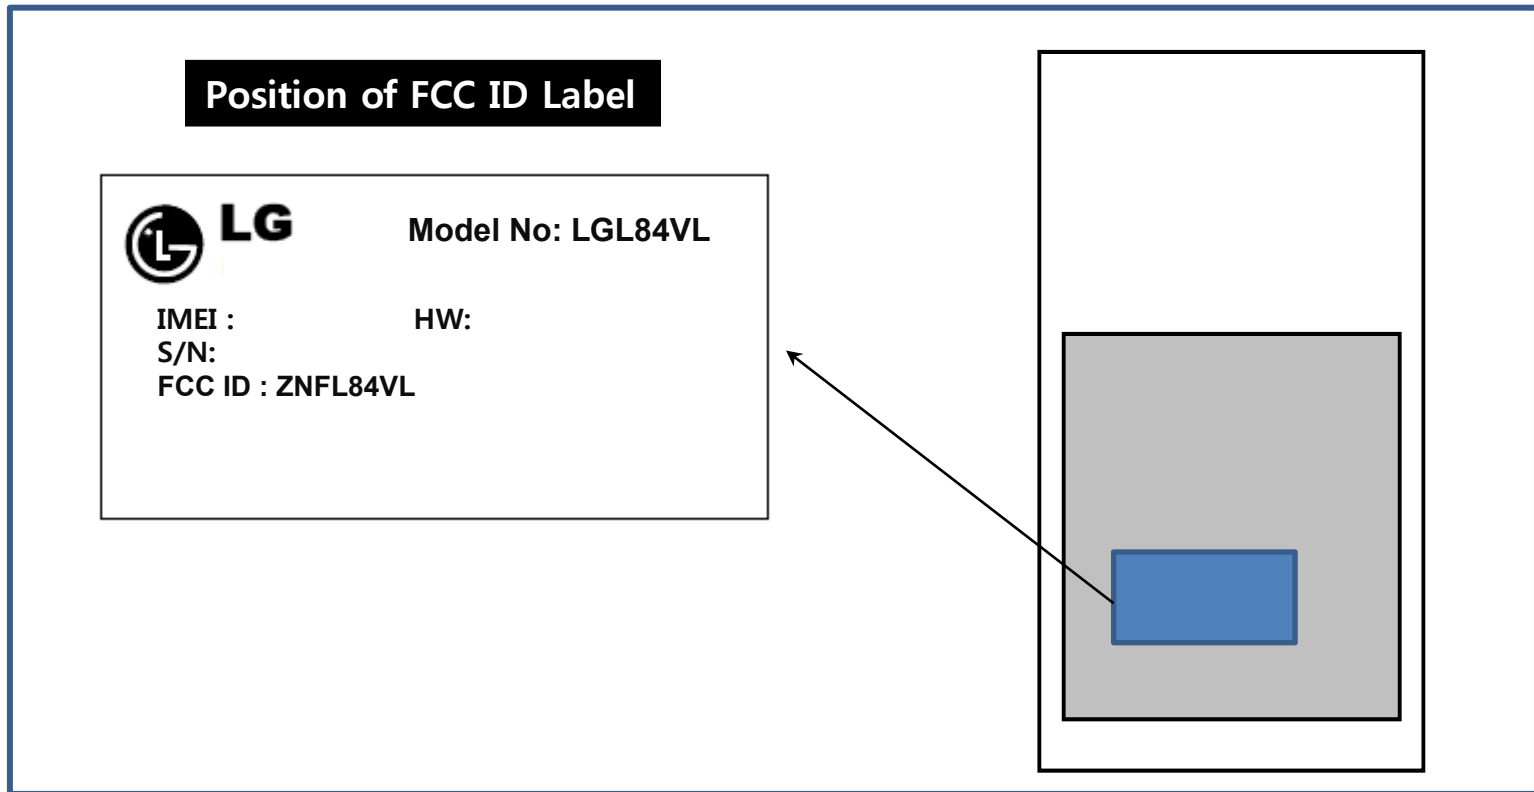 Position of FCC ID Label
LG
Model No: LGL84VL
IMEI :
HW:
S/N:
FCC ID : ZNFL84VL